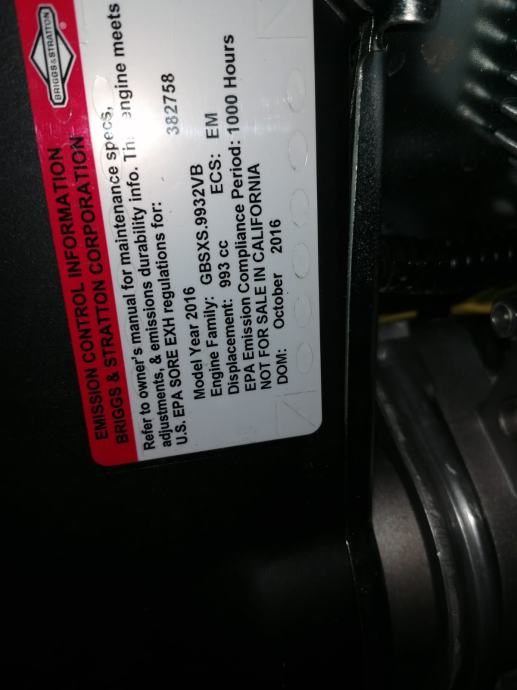 BRIGGS&STRATTON
EMISSION CONTROL INFORMATION
BRIGGS & STRATTON CORPORATION
Refer to owner's manual for maintenance specs,
adjustments, & emissions durability info. This engine meets
U.S. EPA SORE EXH regulations for:
382758
Model Year 2016
Engine Family: GBSXS.9932VB
Displacement: 993 cc ECS: EM
EPA Emission Compliance Period: 1000 Hours
NOT FOR SALE IN CALIFORNIA
DOM: October 2016